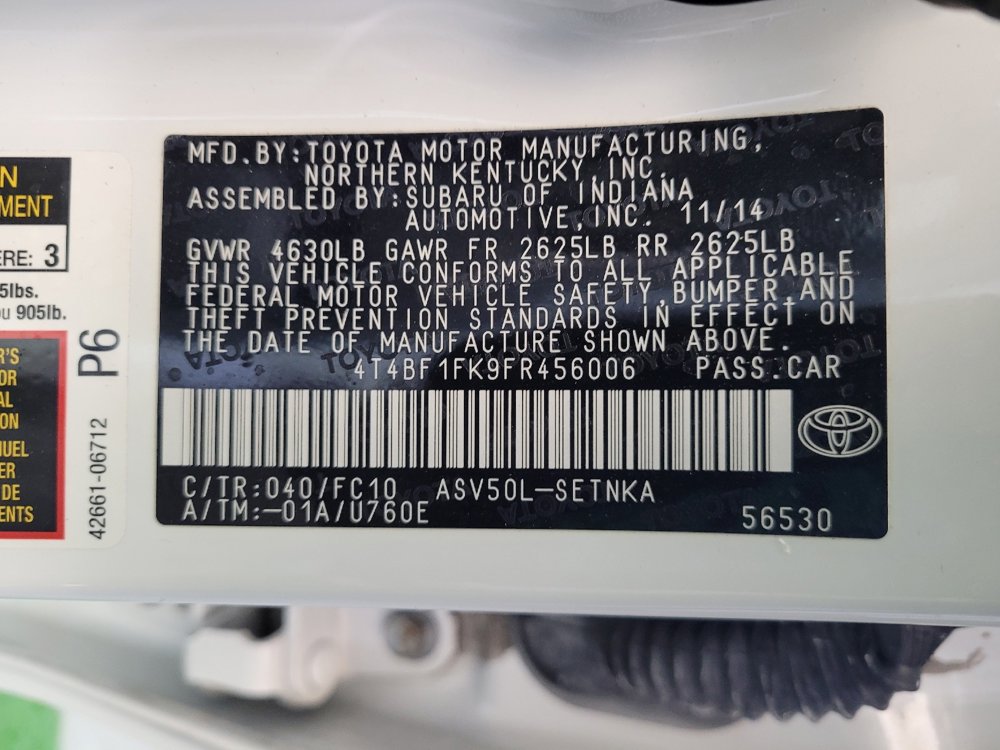 MFD.BY:TOYOTA MOTOR MANUFACTURING,
NORTHERN KENTUCKY,INC.
ASSEMBLED BY:SUBARU OF INDIANA
AUTOMOTIVE,INC. 11/14
GVWR 4630LB GAWR FR 2625LB RR 2625LB
THIS VEHICLE CONFORMS TO ALL APPLICABLE
FEDERAL MOTOR VEHICLE SAFETY,BUMPER,AND
THEFT PREVENTION STANDARDS IN EFFECT ON
THE DATE OF MANUFACTURE SHOWN ABOVE.
4T4BF1FK9FR456006 PASS.CAR
C/TR:040/FC10 ASV50L-SETNKA
A/TM:-01A/U760E
56530
N
MENT
ERE: 3
5lbs.
ou 905lb.
P6
42661-06712
R'S
OR
AL
ON
UEL
ER
DE
ENTS